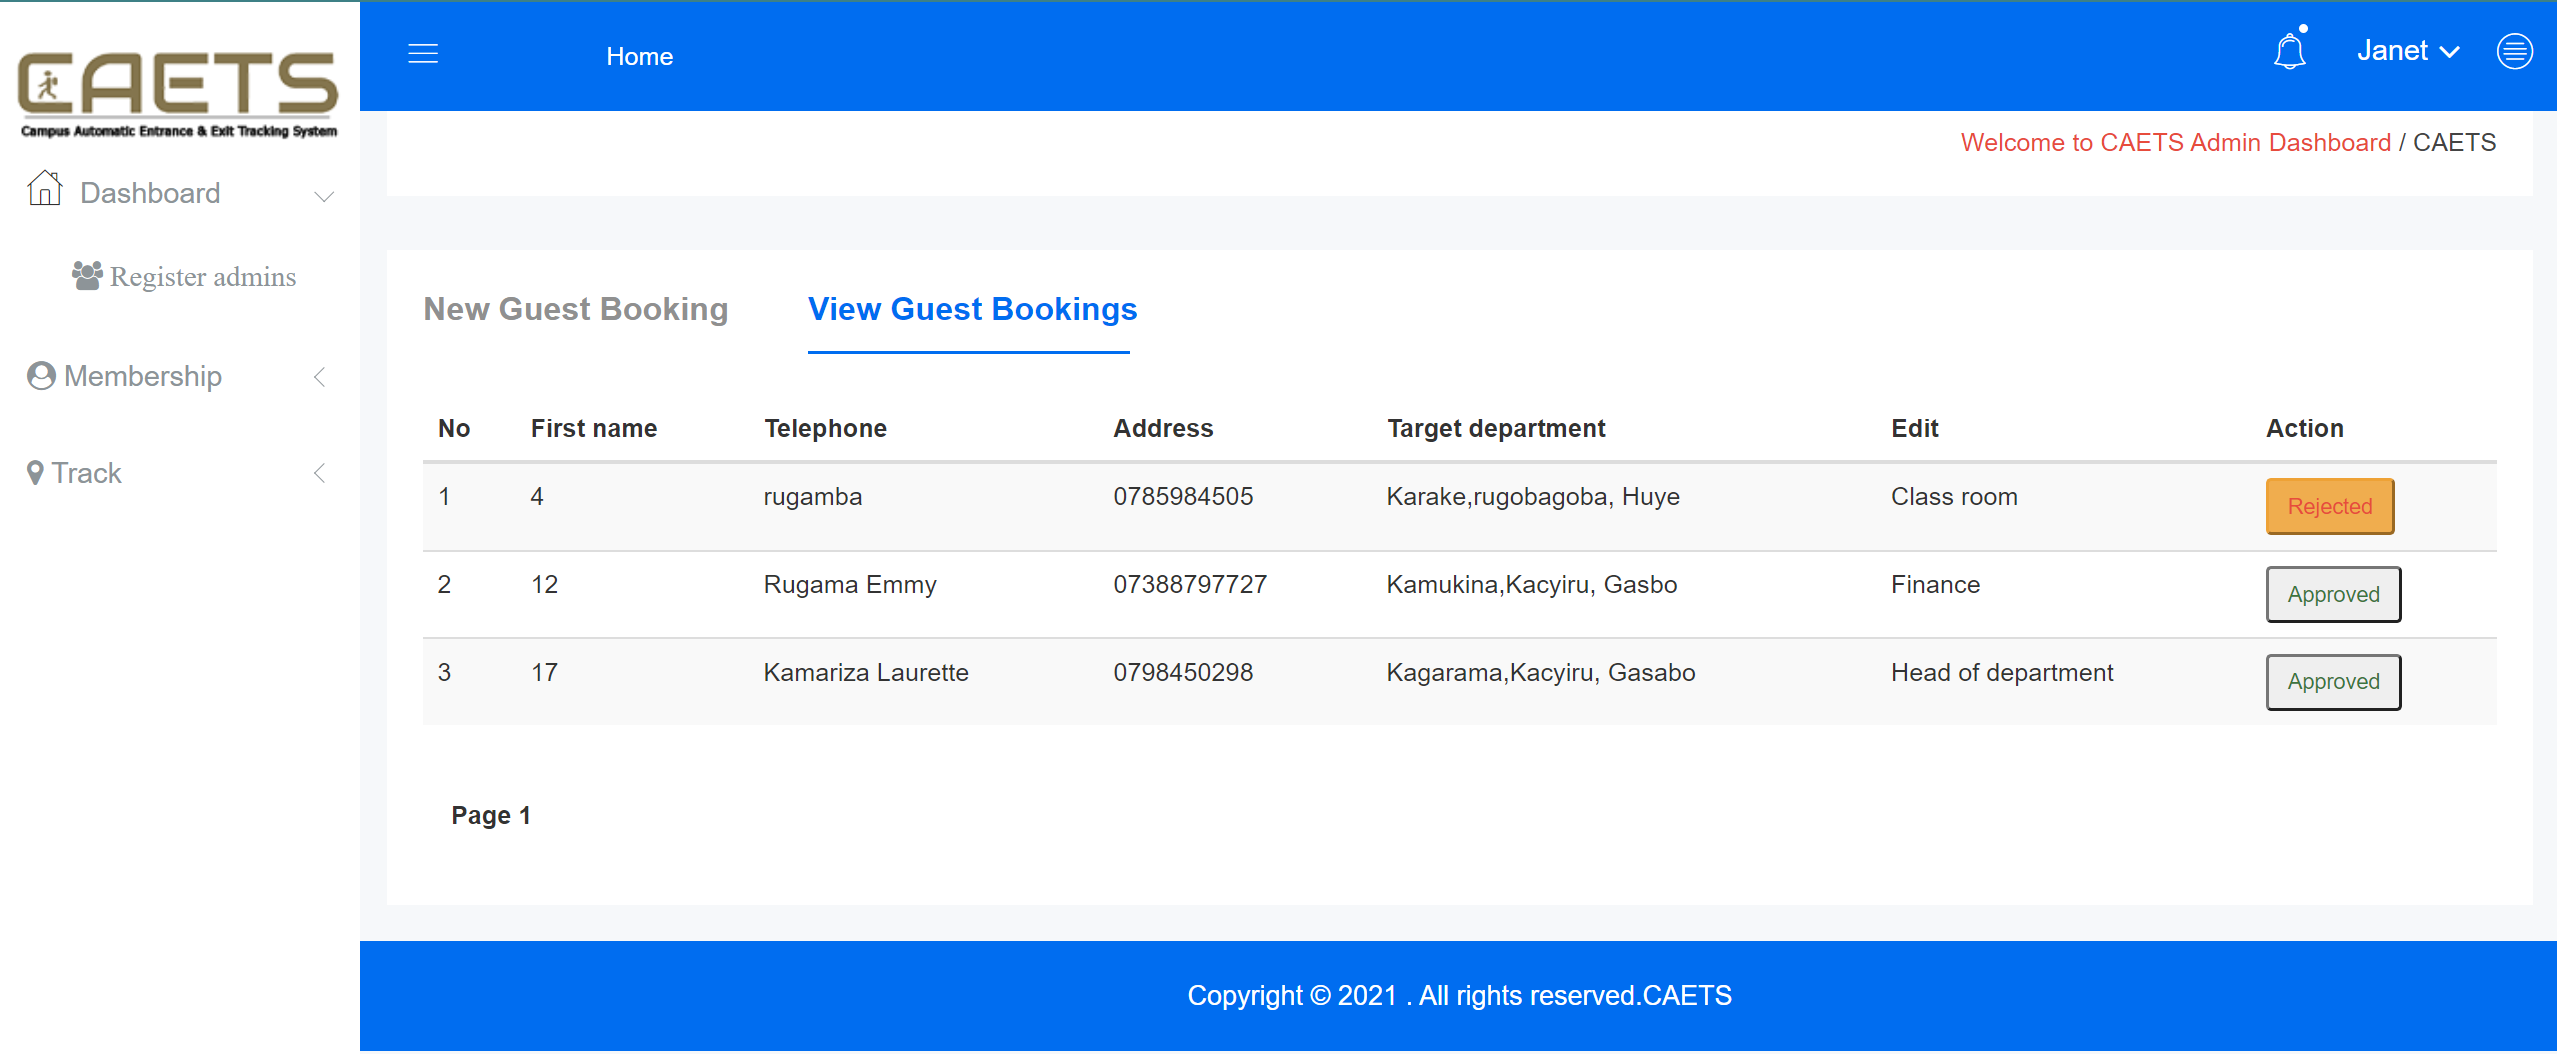 CAETS
Campus Automatic Entrance & Exit Tracking System
Dashboard
Register admins
Membership
Track
Home
Janet
Welcome to CAETS Admin Dashboard / CAETS
New Guest Booking View Guest Bookings
No First name Telephone Address Target department Edit Action
1 4 rugamba 0785984505 Karake,rugobagoba, Huye Class room Rejected
2 12 Rugama Emmy 07388797727 Kamukina,Kacyiru, Gasbo Finance Approved
3 17 Kamariza Laurette 0798450298 Kagarama,Kacyiru, Gasabo Head of department Approved
Page 1
Copyright © 2021 . All rights reserved.CAETS